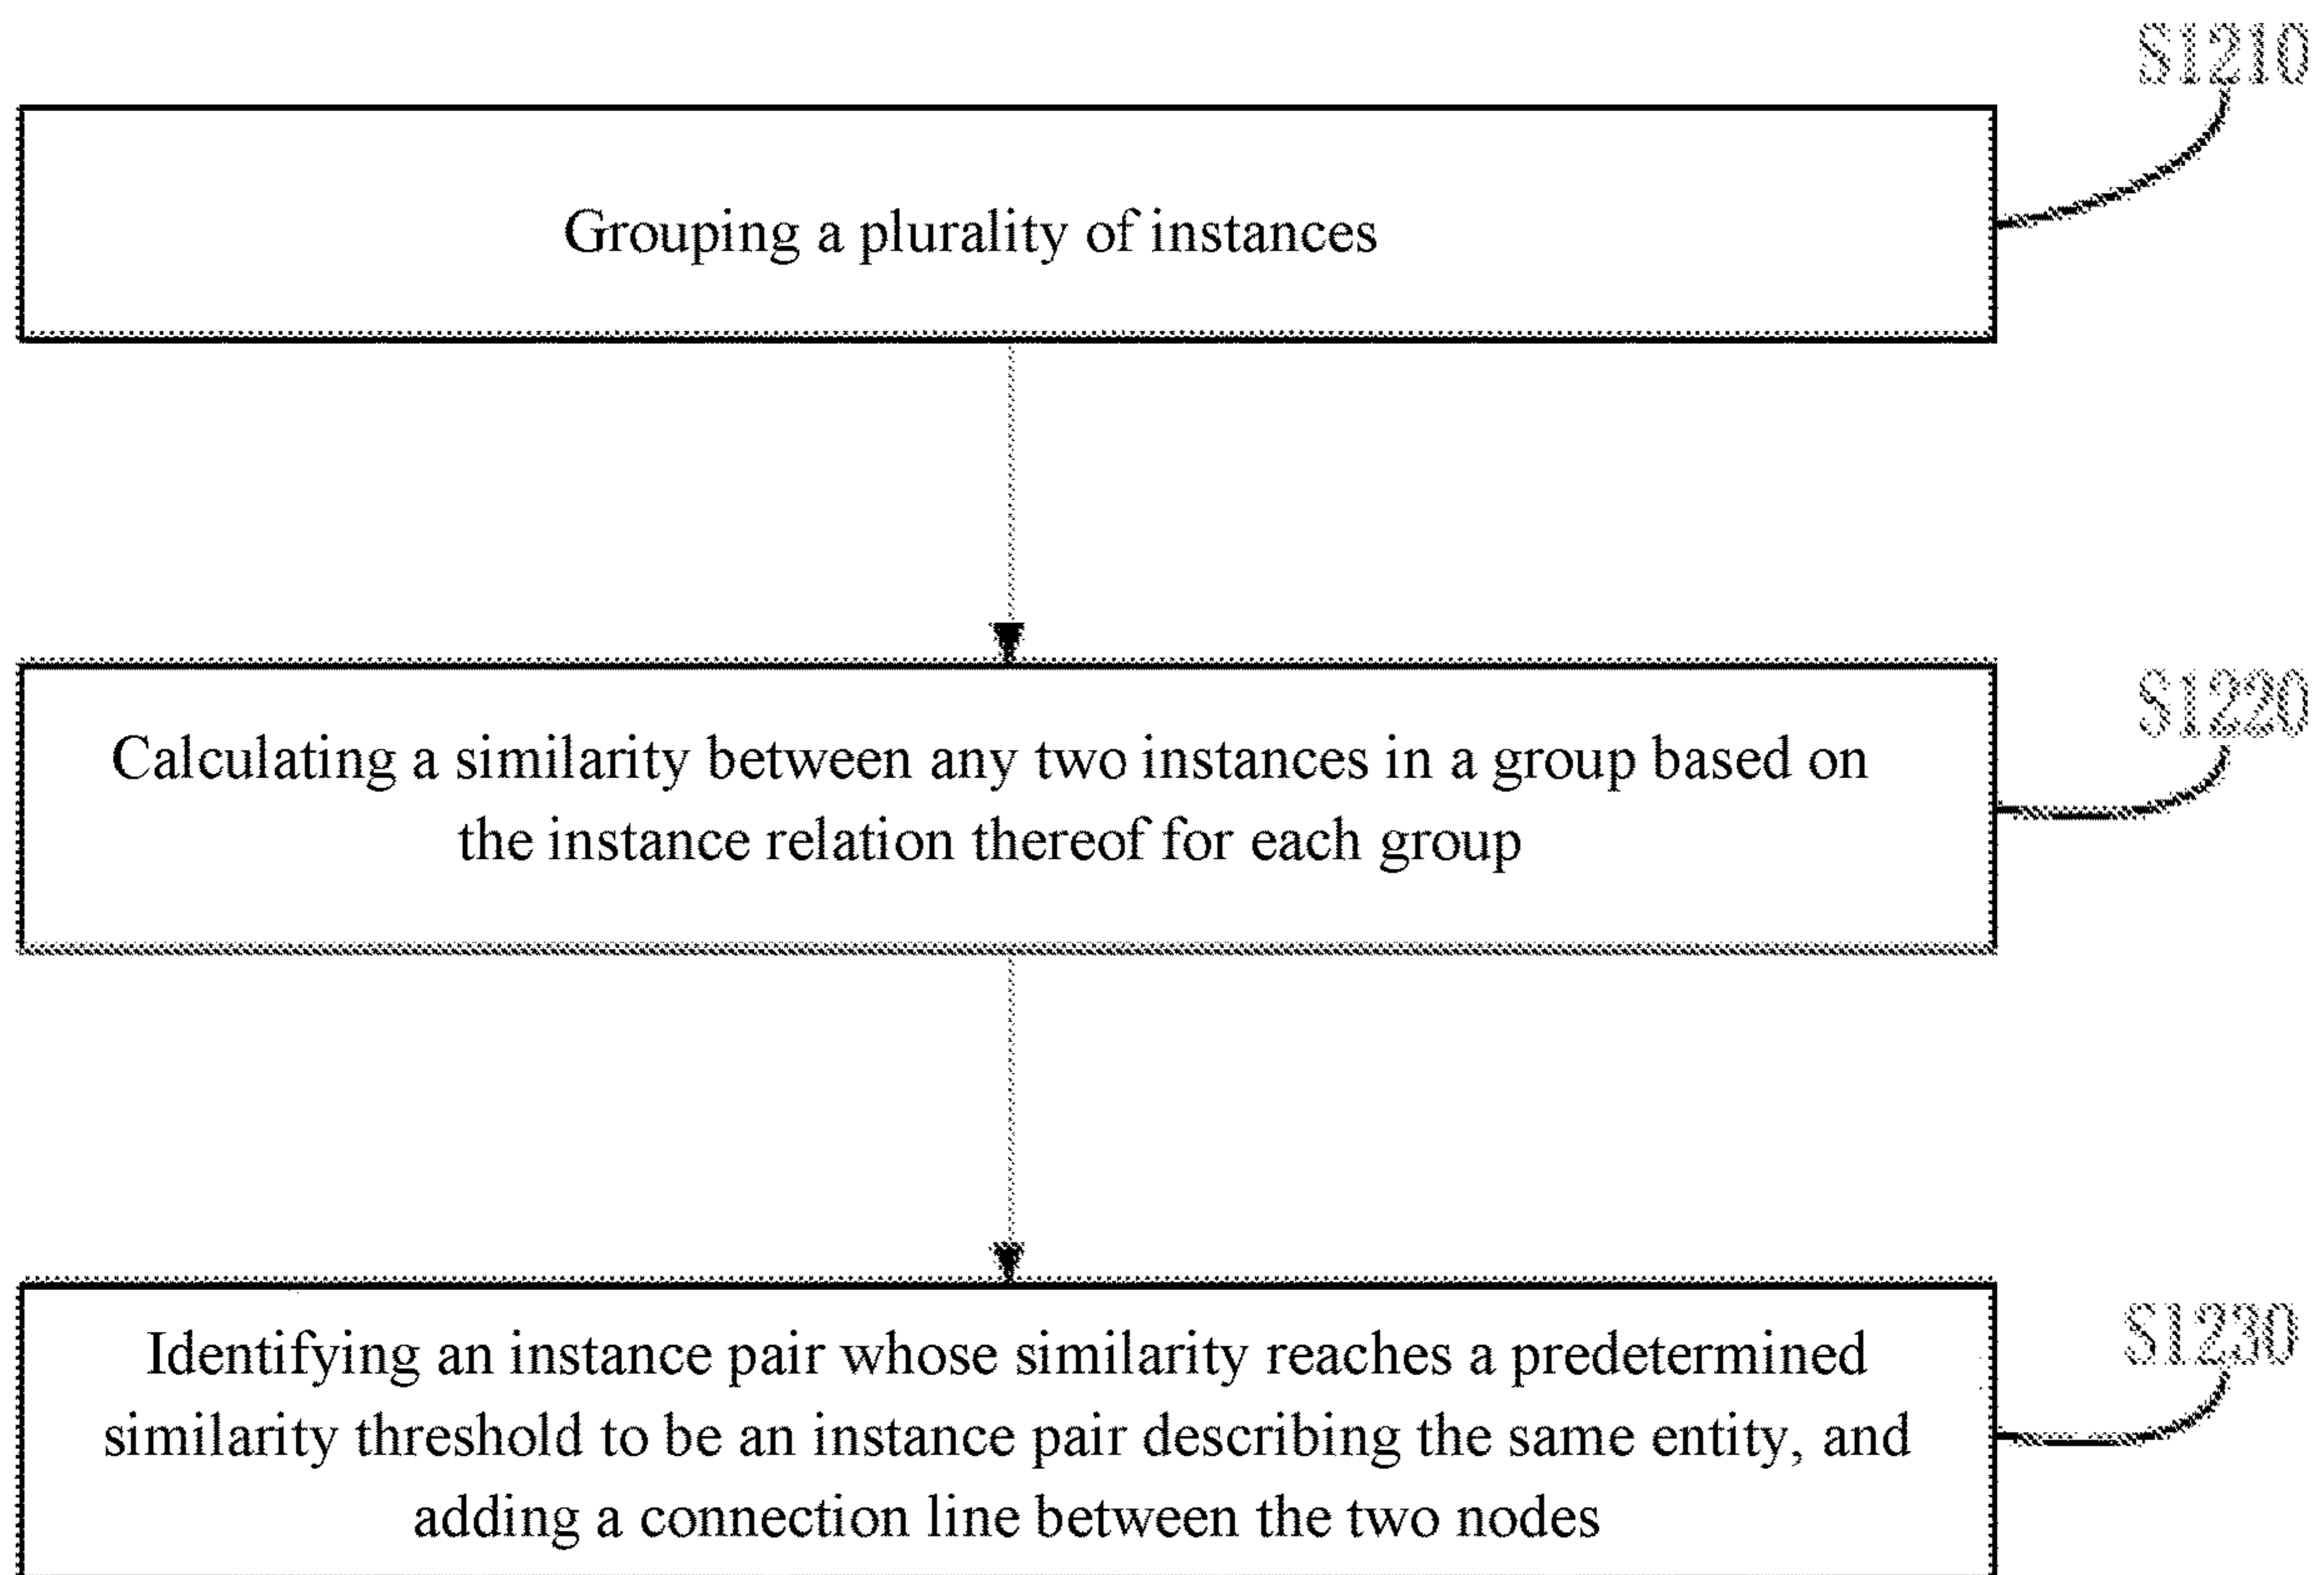 S1210
Grouping a plurality of instances
S1220
Calculating a similarity between any two instances in a group based on
the instance relation thereof for each group
S1230
Identifying an instance pair whose similarity reaches a predetermined
similarity threshold to be an instance pair describing the same entity, and
adding a connection line between the two nodes